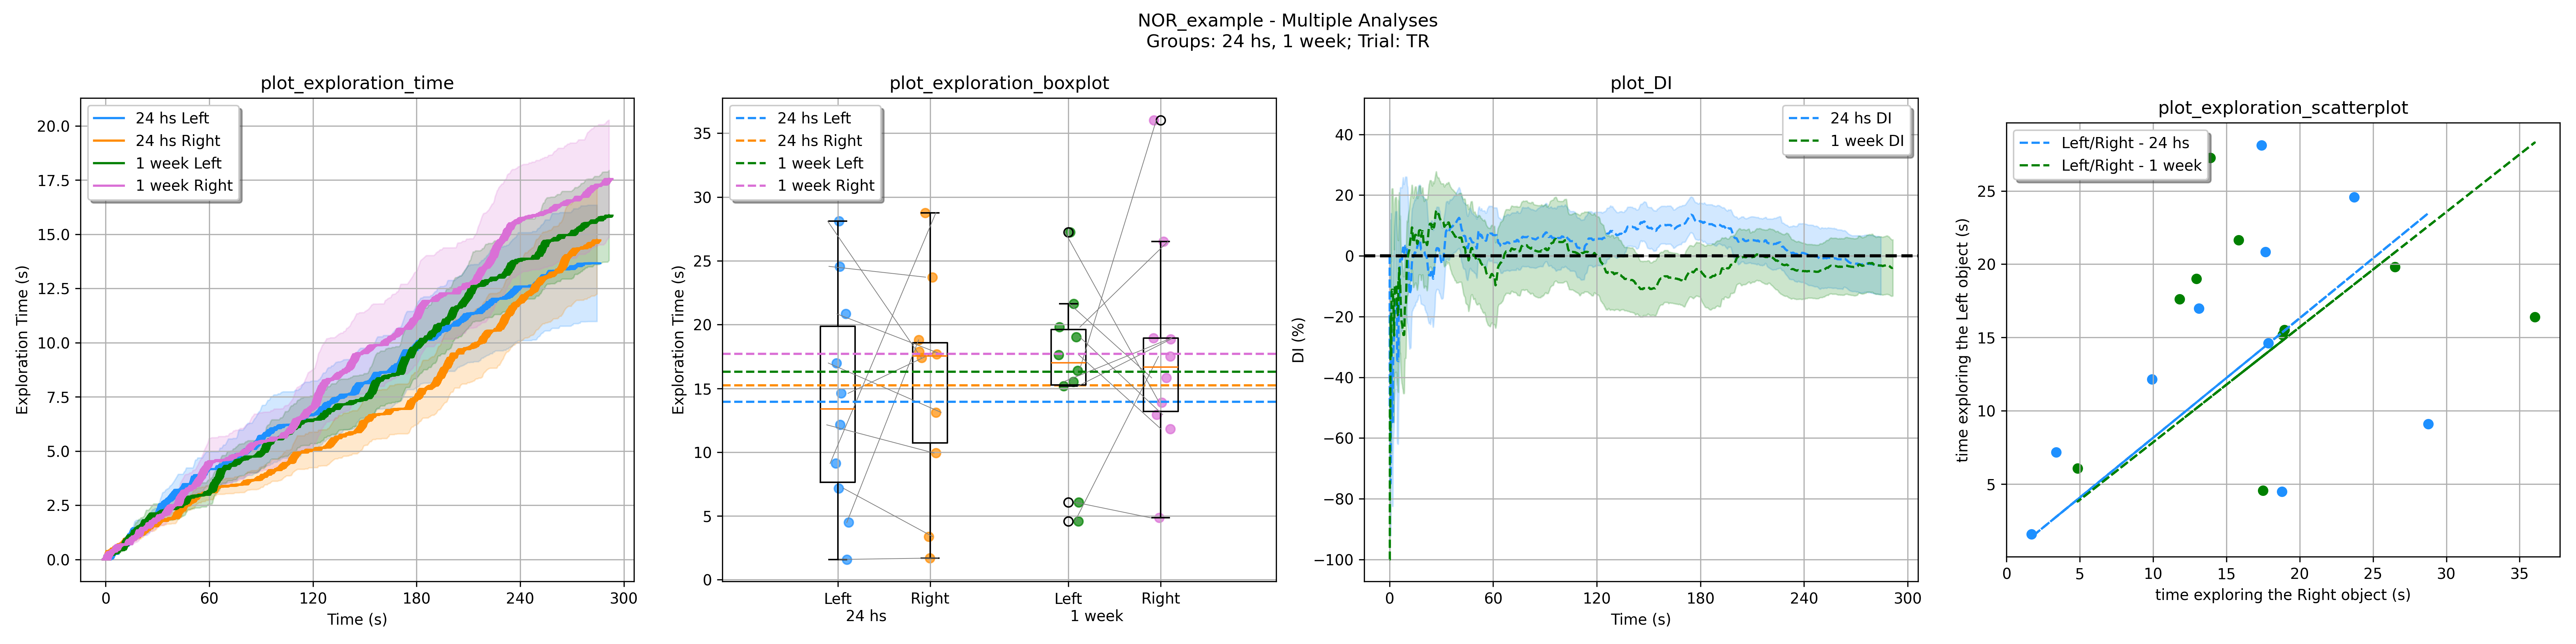 NOR_example - Multiple Analyses
Groups: 24 hs, 1 week; Trial: TR
plot_exploration_time
24 hs Left
24 hs Right
1 week Left
1 week Right
Exploration Time (s)
20.0
17.5
15.0
12.5
10.0
7.5
5.0
2.5
0.0
0 60 120 180 240 300
Time (s)
plot_exploration_boxplot
24 hs Left
24 hs Right
1 week Left
1 week Right
Exploration Time (s)
35
30
25
20
15
10
5
0
Left Right Left Right
24 hs 1 week
plot_DI
24 hs DI
1 week DI
DI (%)
40
20
0
−20
−40
−60
−80
−100
0 60 120 180 240 300
Time (s)
plot_exploration_scatterplot
Left/Right - 24 hs
Left/Right - 1 week
time exploring the Left object (s)
25
20
15
10
5
0 5 10 15 20 25 30 35
time exploring the Right object (s)